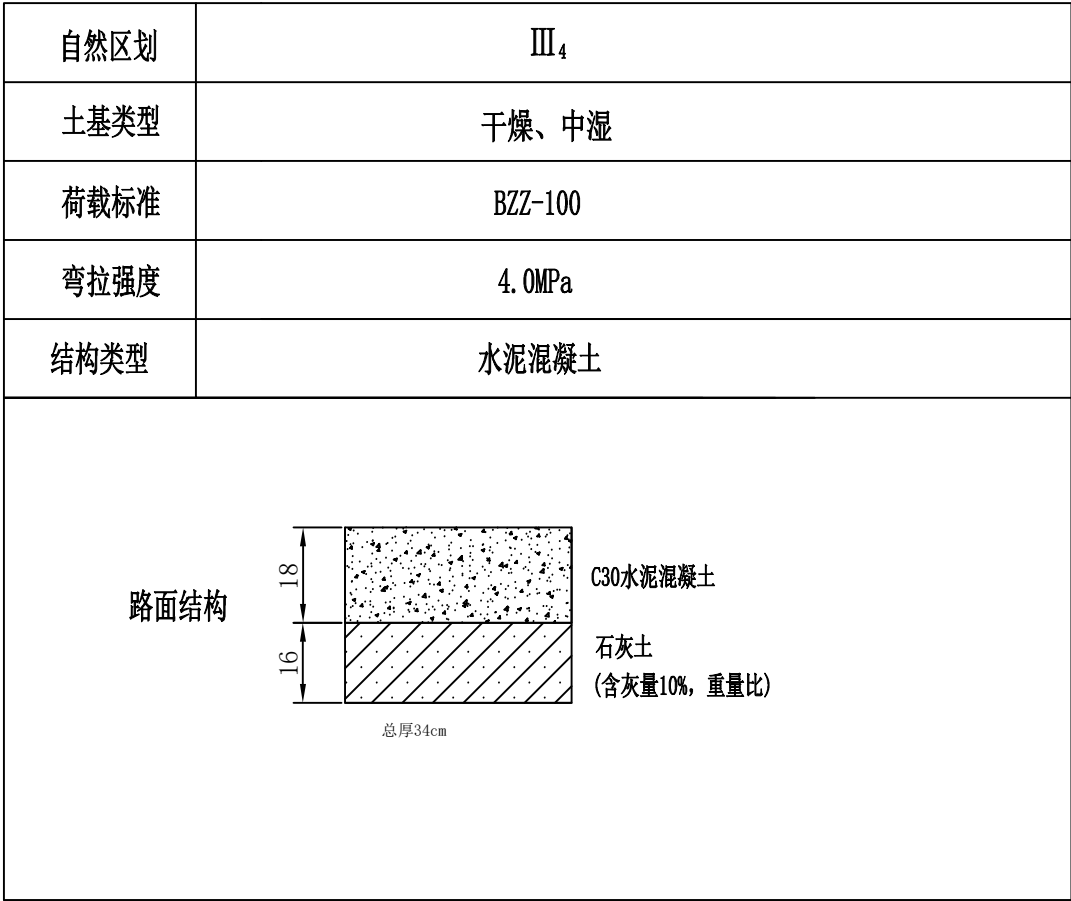 自然区划 Ⅲ4
土基类型 干燥、中湿
荷载标准 BZZ-100
弯拉强度 4.0MPa
结构类型 水泥混凝土
路面结构
18
C30水泥混凝土
16
石灰土
(含灰量10%，重量比)
总厚34cm